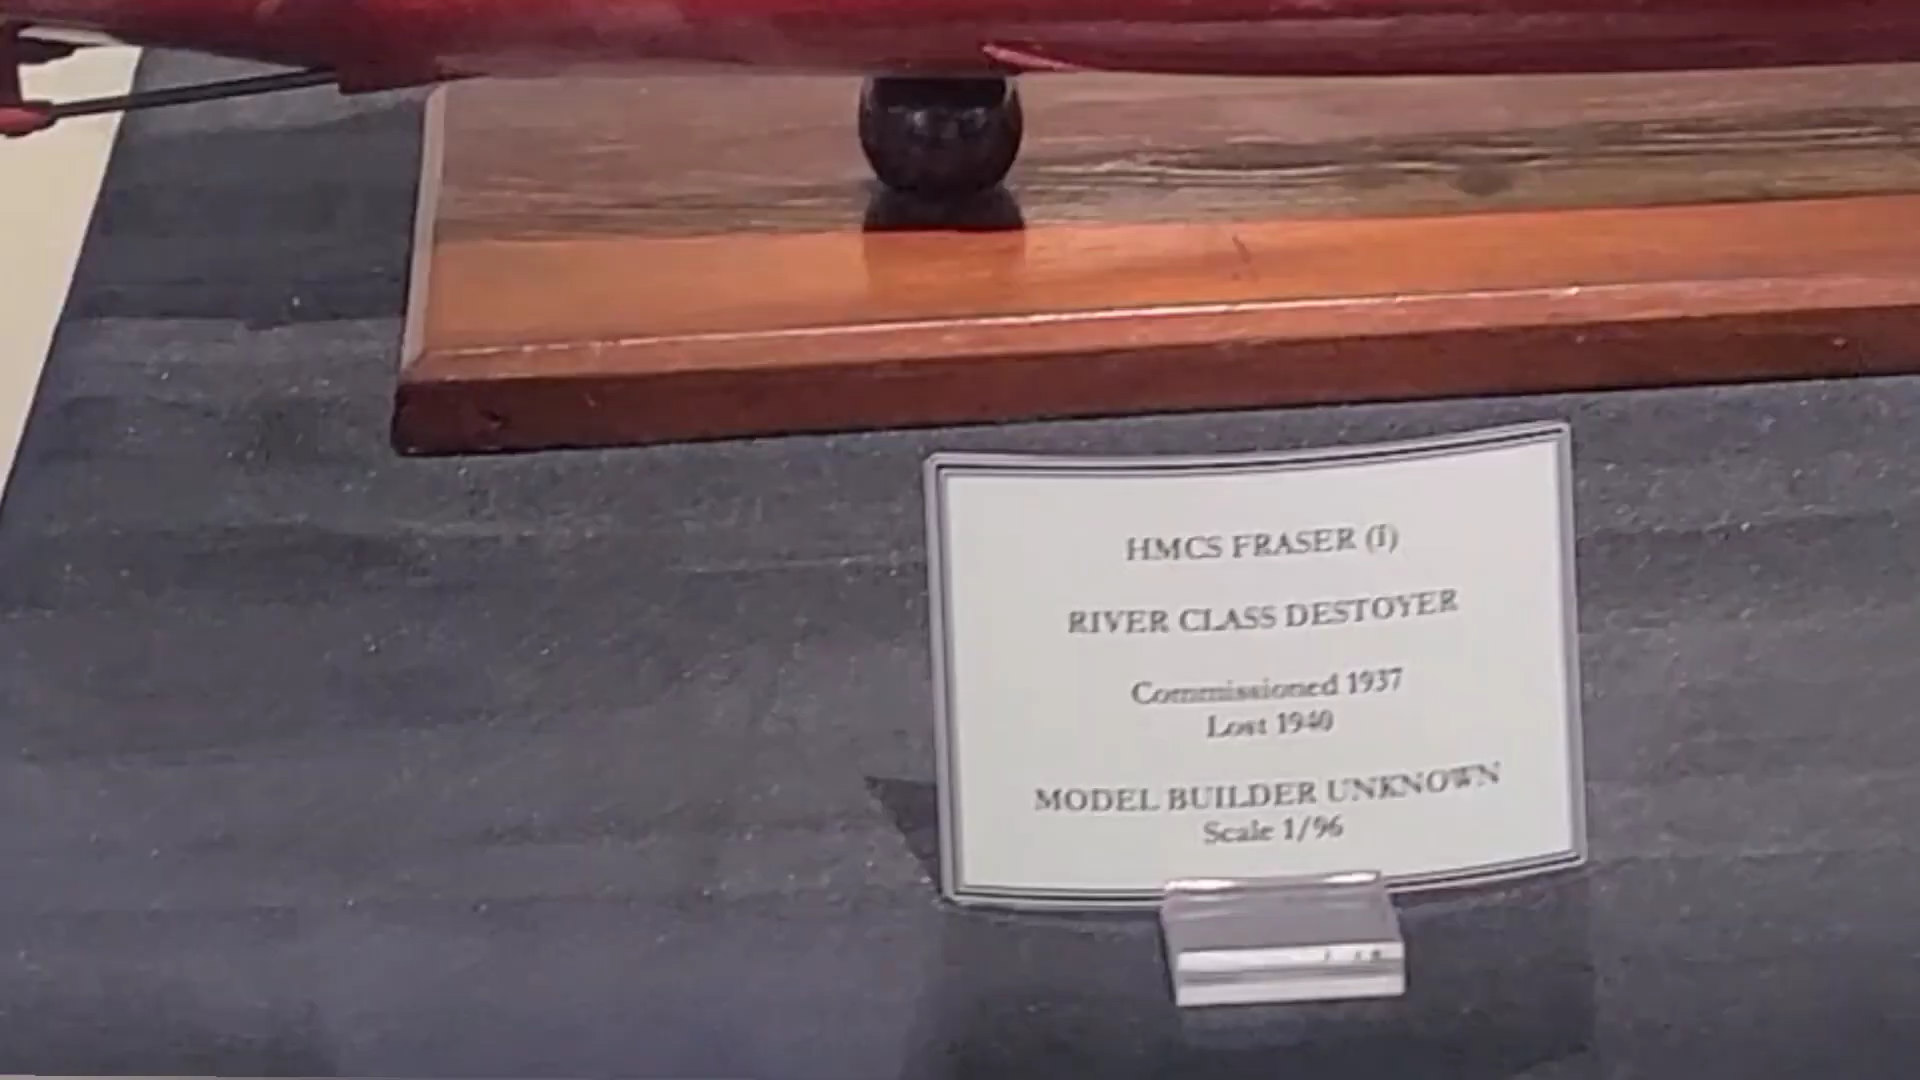 HMCS FRASER (I)
RIVER CLASS DESTOYER
Commissioned 1937
Lost 1940
MODEL BUILDER UNKNOWN
Scale 1/96